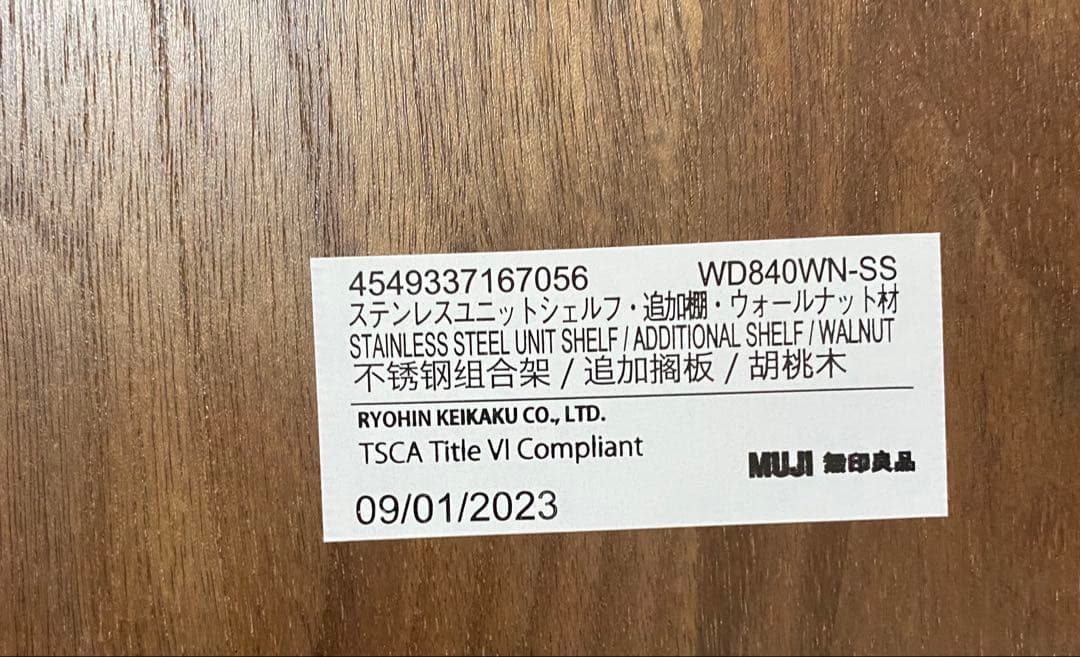 4549337167056 WD840WN-SS
ステンレスユニットシェルフ・追加棚・ウォールナット材
STAINLESS STEEL UNIT SHELF / ADDITIONAL SHELF / WALNUT
不锈钢组合架 / 追加搁板 / 胡桃木
RYOHIN KEIKAKU CO., LTD.
TSCA Title VI Compliant
MUJI 無印良品
09/01/2023